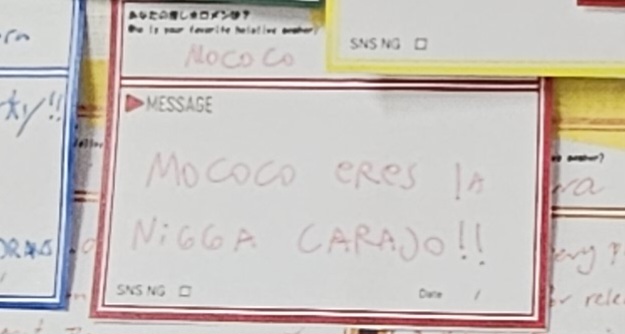 あなたの推しホロメンは?
Who is your favorite hololive member?
MOCOCO
SNS NG □
MESSAGE
MOCOCO eRes la
NiGGA CARAJO!!
SNS NG □
Date /